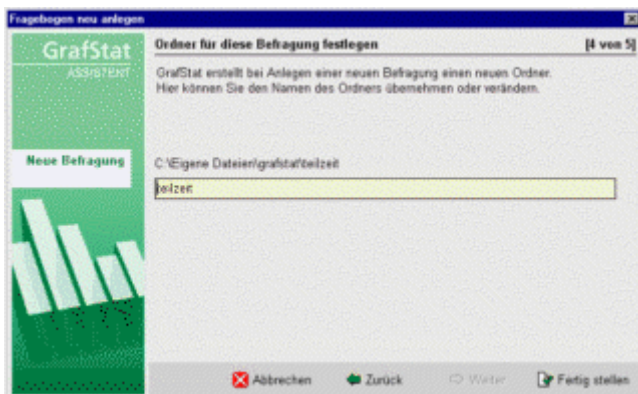 Fragebogen neu anlegen
GrafStat
ASSISTENT
Ordner für diese Befragung festlegen [4 von 5]
GrafStat erstellt bei Anlegen einer neuen Befragung einen neuen Ordner.
Hier können Sie den Namen des Ordners übernehmen oder verändern.
Neue Befragung
C:\Eigene Dateien\grafstat\teilzeit
teilzeit
Abbrechen Zurück Weiter Fertig stellen